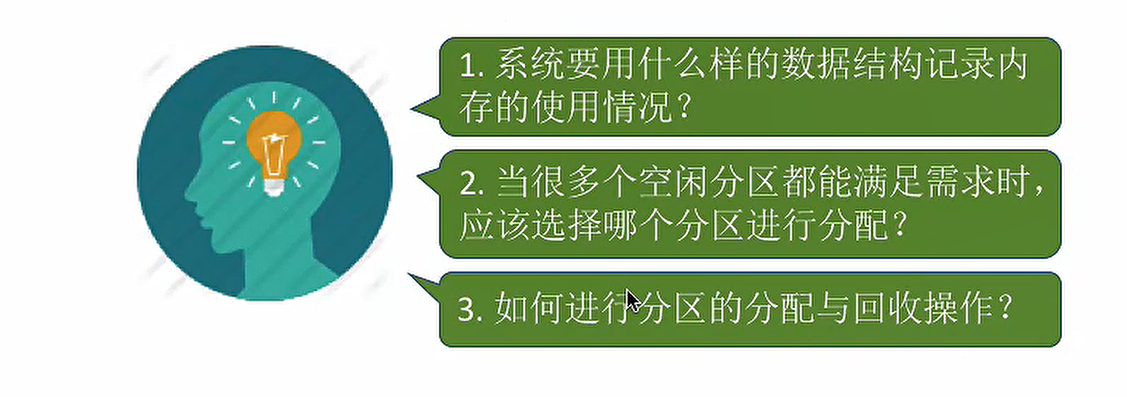 1. 系统要用什么样的数据结构记录内
存的使用情况？
2. 当很多个空闲分区都能满足需求时，
应该选择哪个分区进行分配？
3. 如何进行分区的分配与回收操作？